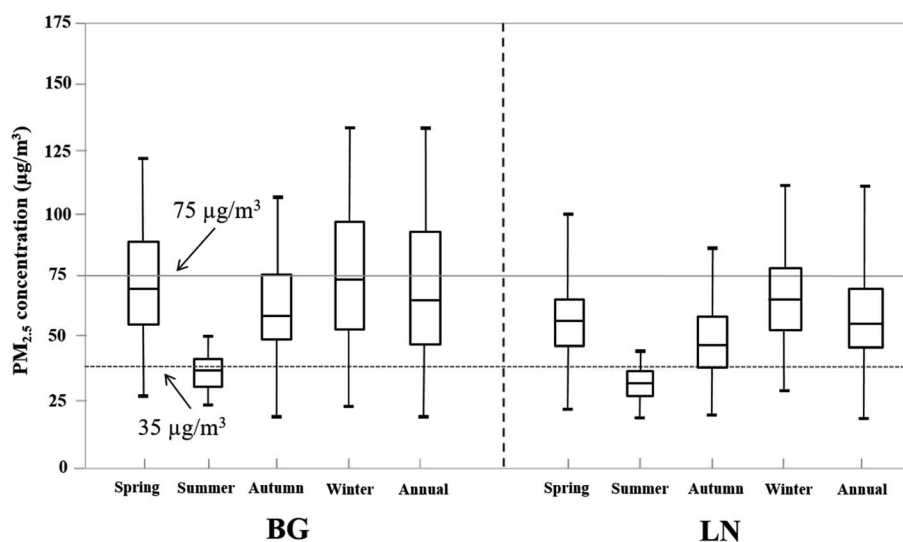 PM2.5 concentration (µg/m³)
175
150
125
100
75
50
25
0
75 µg/m³
35 µg/m³
Spring Summer Autumn Winter Annual
Spring Summer Autumn Winter Annual
BG
LN